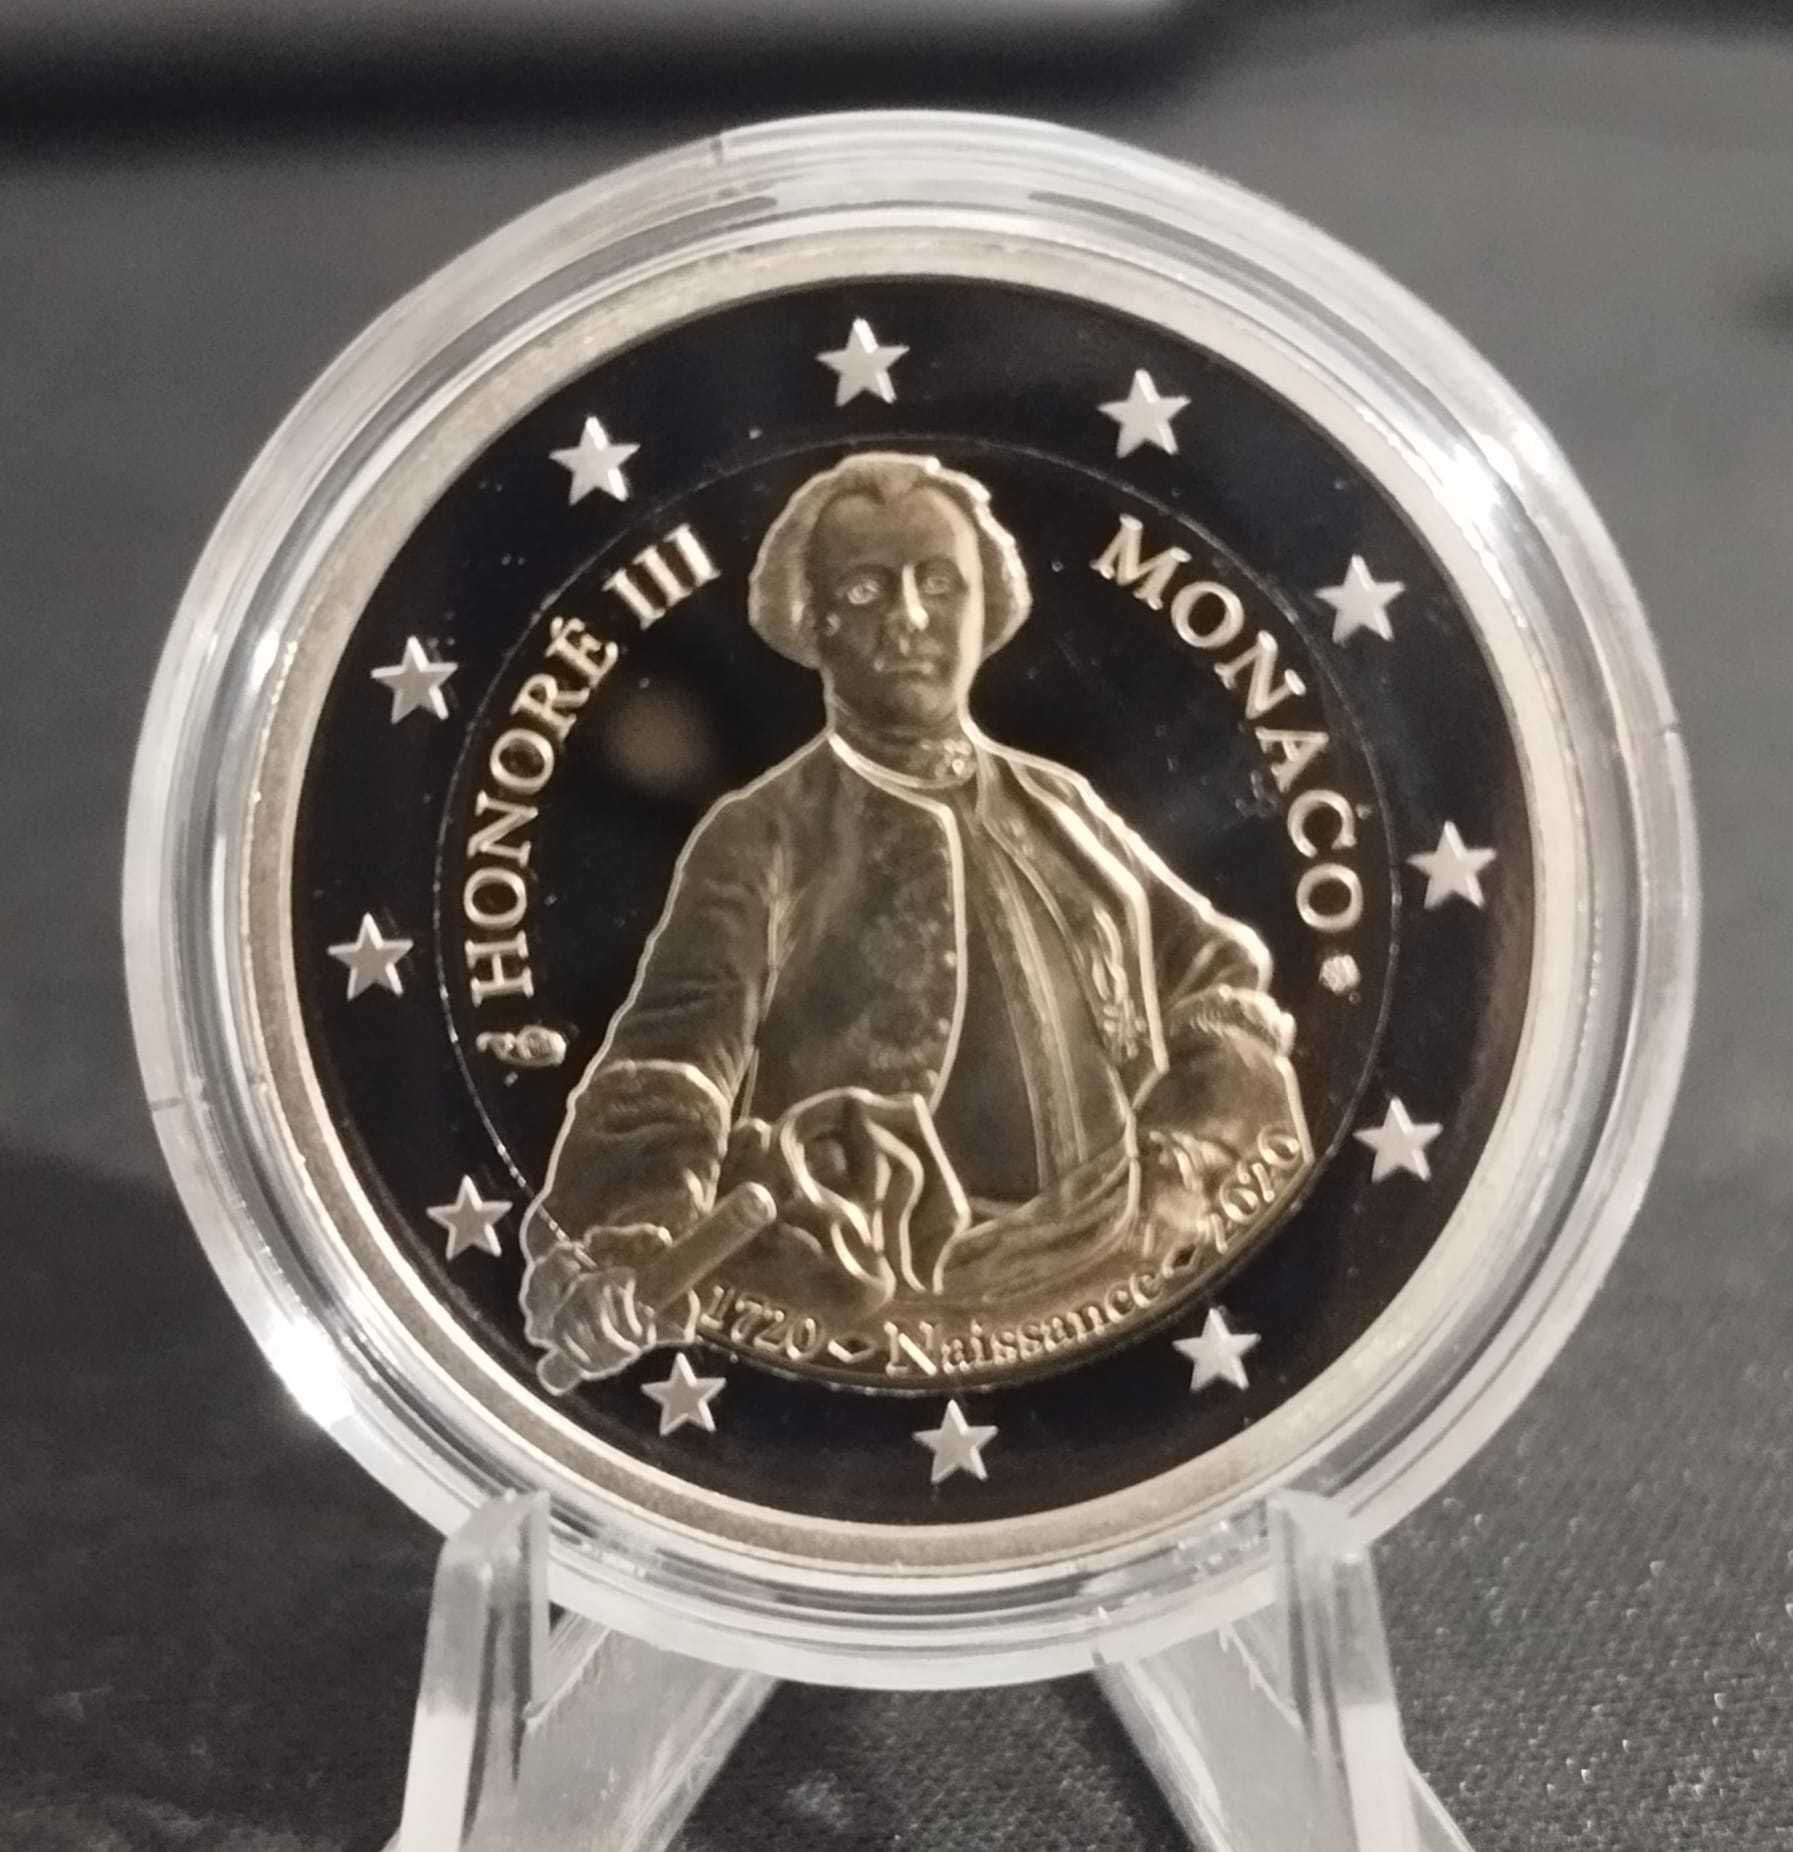 HONORÉ III
MONACO
1720 - Naissance - 2020